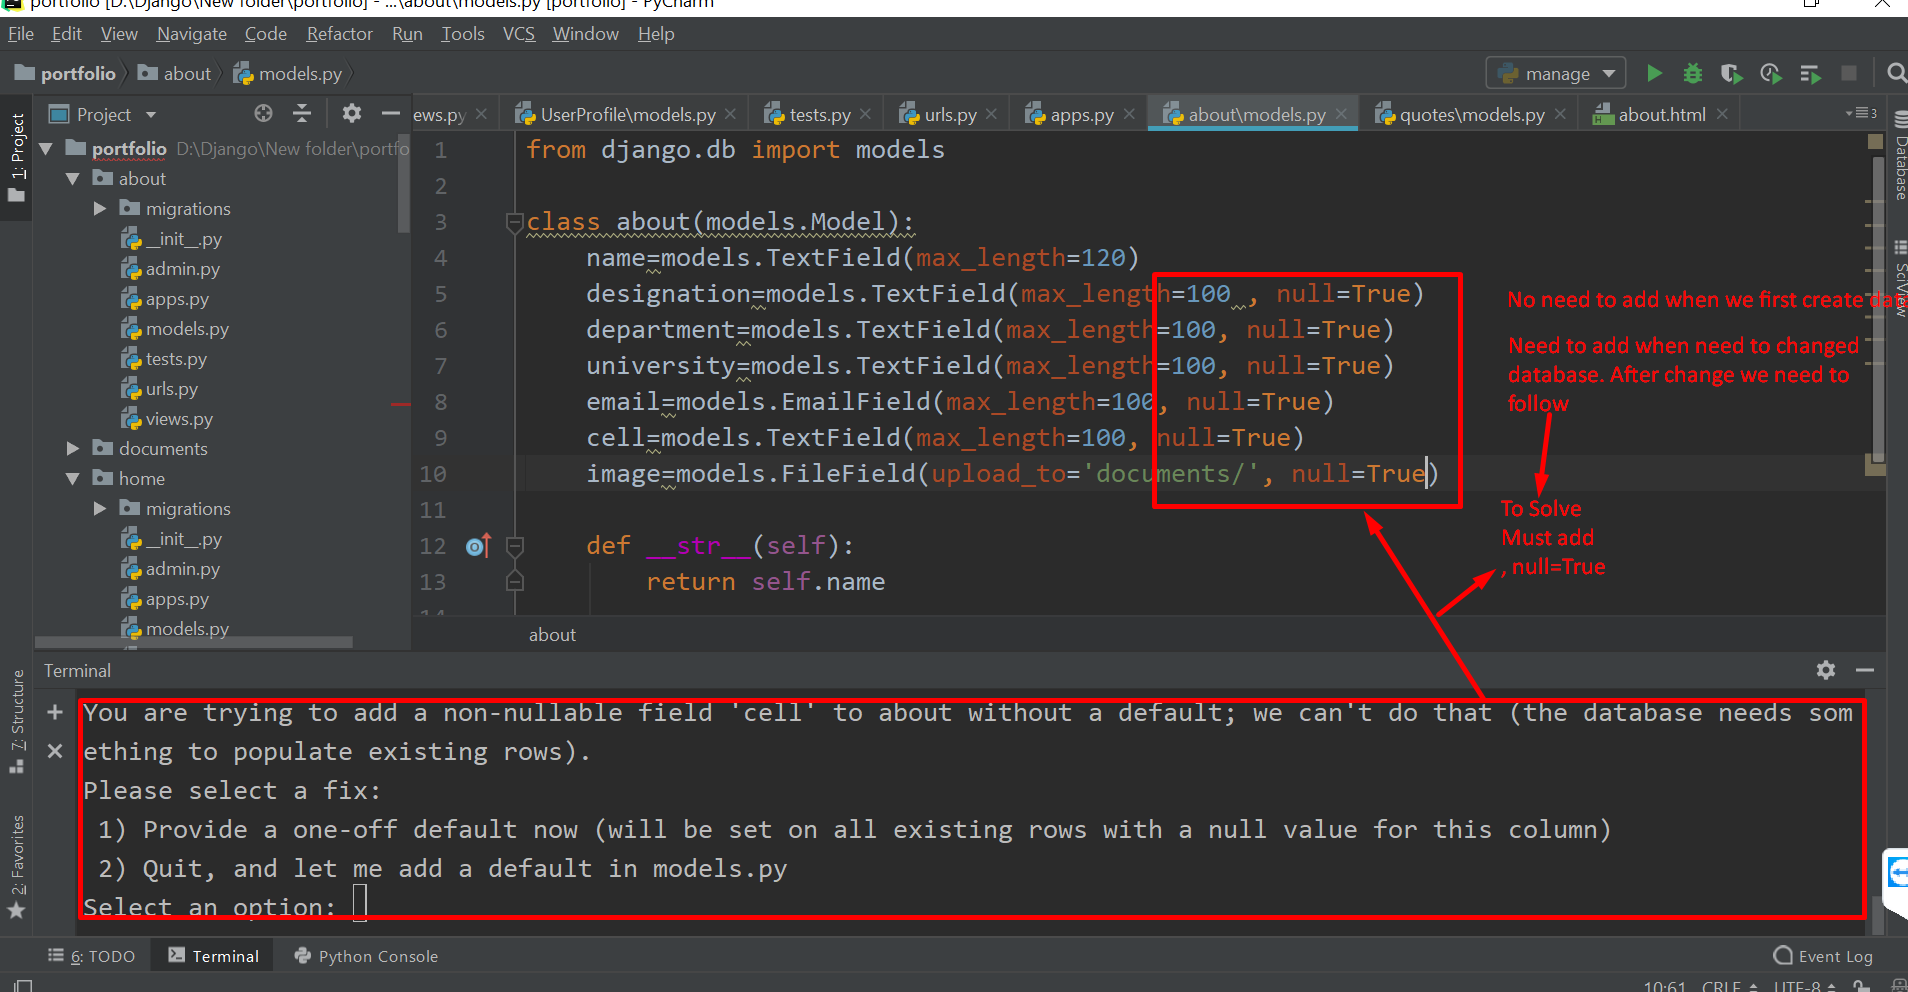 portfolio [D:\Django\New folder\portfolio] - ...\about\models.py [portfolio] - PyCharm
File Edit View Navigate Code Refactor Run Tools VCS Window Help
portfolio about models.py manage
1: Project
Project
ews.py UserProfile\models.py tests.py urls.py apps.py about\models.py quotes\models.py about.html 3
portfolio D:\Django\New folder\portfo
about
migrations
__init__.py
admin.py
apps.py
models.py
tests.py
urls.py
views.py
documents
home
migrations
__init__.py
admin.py
apps.py
models.py
1 from django.db import models
2
3 class about(models.Model):
4 name=models.TextField(max_length=120)
5 designation=models.TextField(max_length=100 , null=True)
6 department=models.TextField(max_length=100, null=True)
7 university=models.TextField(max_length=100, null=True)
8 email=models.EmailField(max_length=100, null=True)
9 cell=models.TextField(max_length=100, null=True)
10 image=models.FileField(upload_to='documents/', null=True)
11
12 def __str__(self):
13 return self.name
14
about
No need to add when we first create data
Need to add when need to changed
database. After change we need to
follow
To Solve
Must add
, null=True
Database
SciView
7: Structure
2: Favorites
Terminal
You are trying to add a non-nullable field 'cell' to about without a default; we can't do that (the database needs som
ething to populate existing rows).
Please select a fix:
1) Provide a one-off default now (will be set on all existing rows with a null value for this column)
2) Quit, and let me add a default in models.py
Select an option:
6: TODO Terminal Python Console Event Log
10:61 CRLF UTF-8